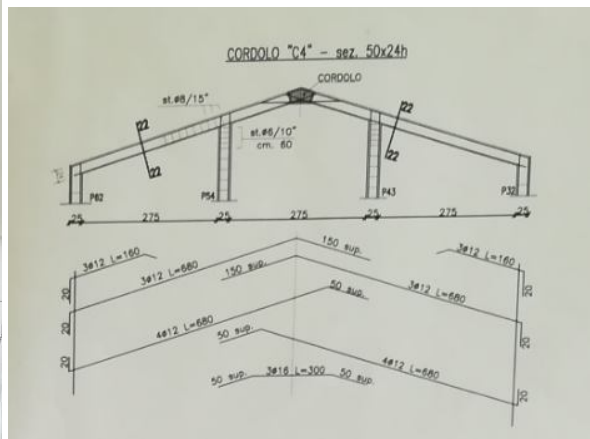 CORDOLO "C4" - sez. 50x24h
CORDOLO
st.ø8/15"
st.ø6/10"
cm. 60
22
22
22
22
P62
P54
P43
P32
25
275
25
275
25
275
25
3ø12 L=160
150 sup.
3ø12 L=160
20
3ø12 L=680
150 sup.
3ø12 L=680
20
20
4ø12 L=680
50 sup.
20
20
50 sup.
4ø12 L=680
50 sup.
3ø16 L=300
50 sup.
20